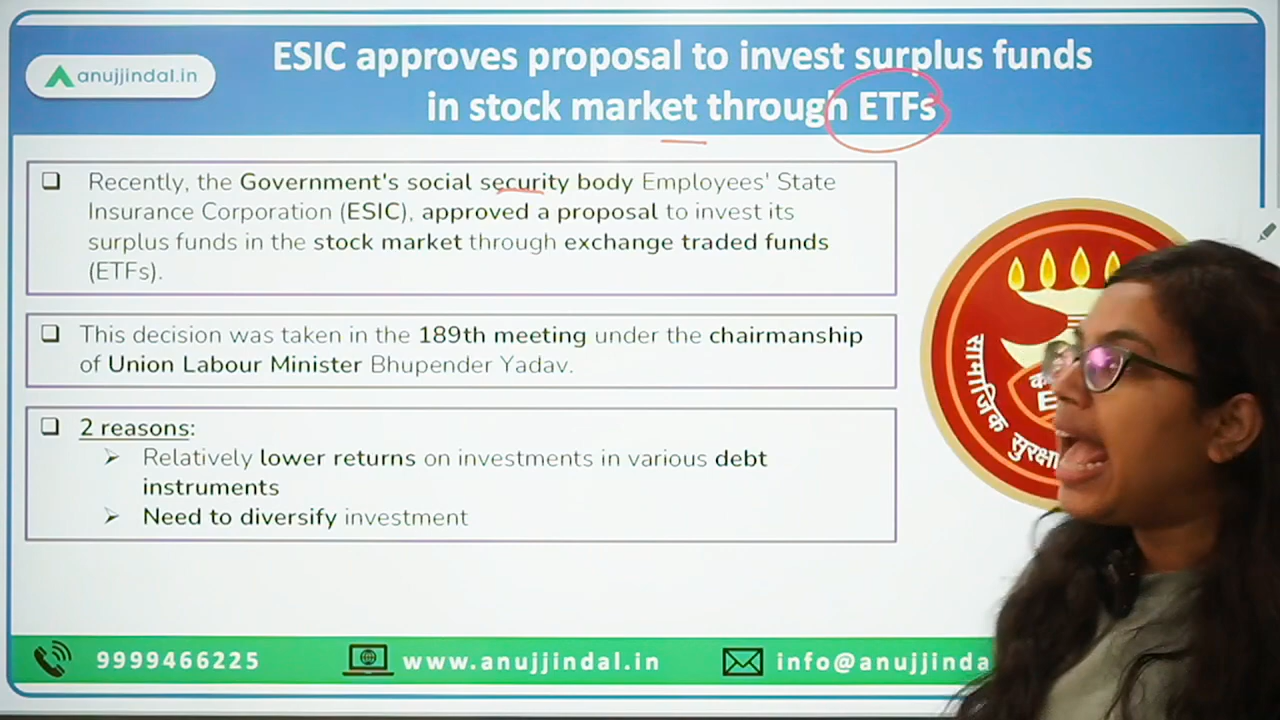 anujjindal.in
ESIC approves proposal to invest surplus funds
in stock market through ETFs
Recently, the Government's social security body Employees' State
Insurance Corporation (ESIC), approved a proposal to invest its
surplus funds in the stock market through exchange traded funds
(ETFs).
This decision was taken in the 189th meeting under the chairmanship
of Union Labour Minister Bhupender Yadav.
2 reasons:
Relatively lower returns on investments in various debt
instruments
Need to diversify investment
सामाजिक
9999466225
www.anujjindal.in